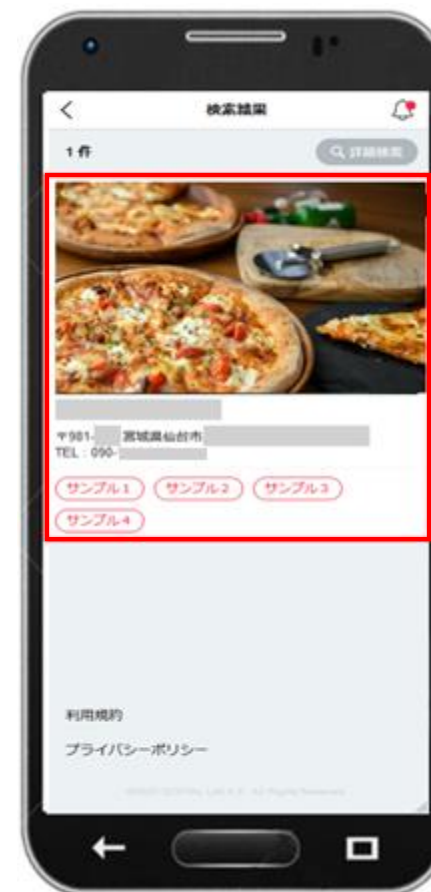 検索結果
1 件
詳細検索
〒981- 宮城県仙台市
TEL : 090-
サンプル1 サンプル2 サンプル3
サンプル4
利用規約
プライバシーポリシー